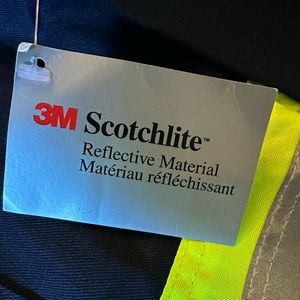 3M Scotchlite™
Reflective Material
Matériau réfléchissant